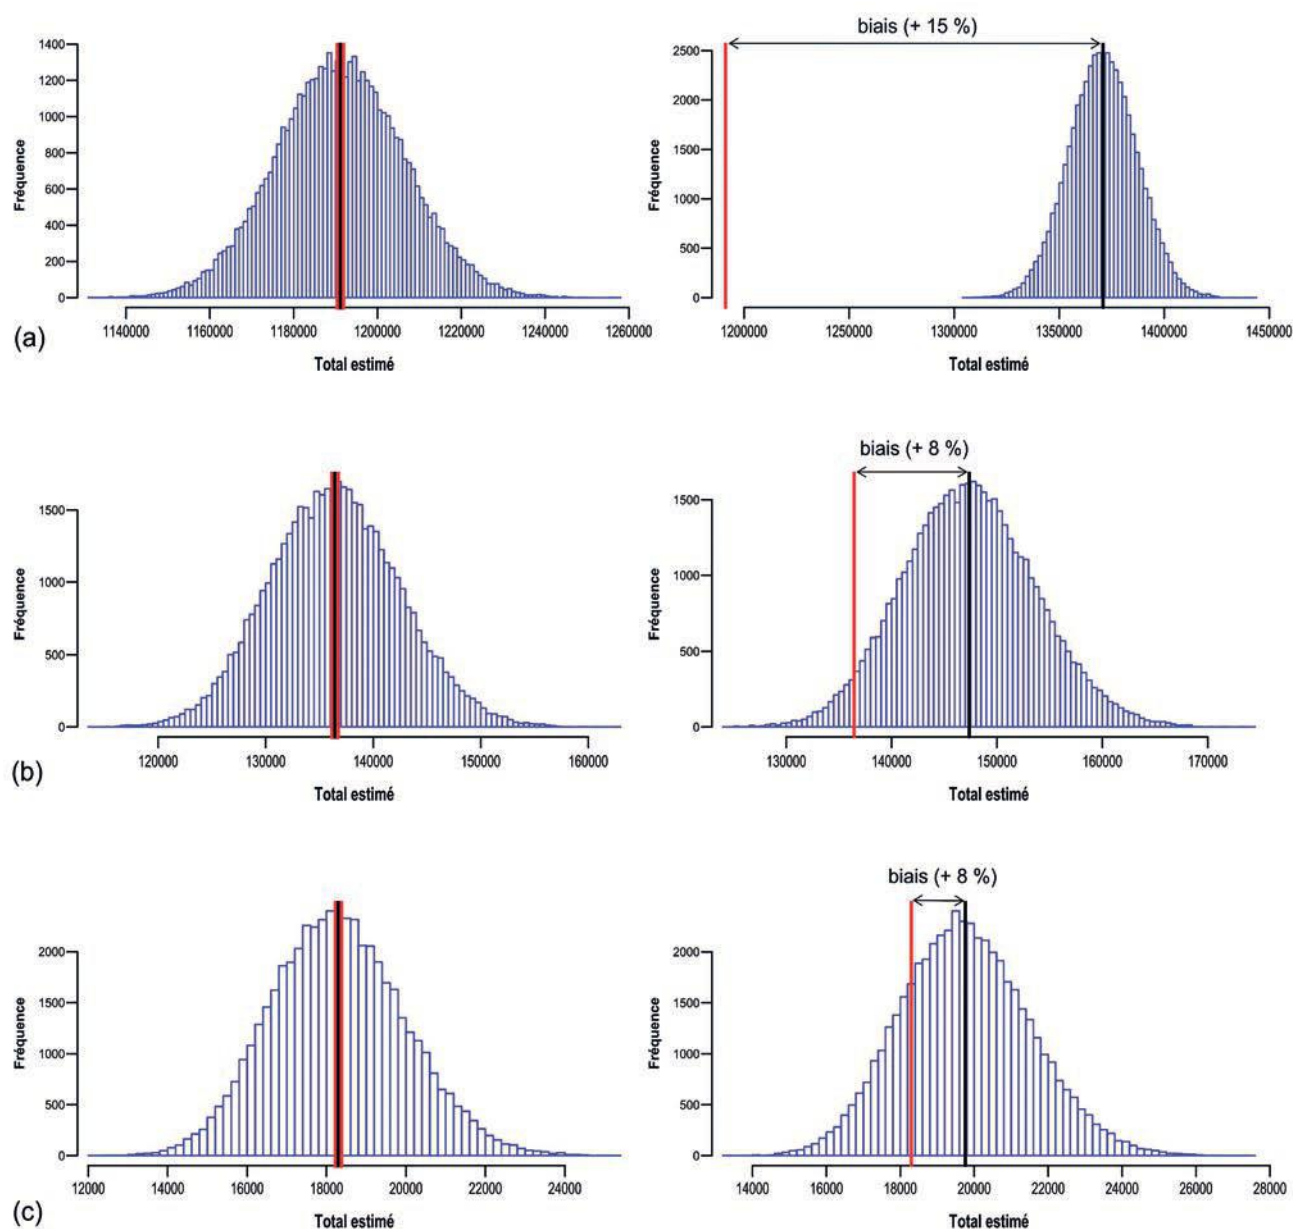 biais (+ 15 %)
Fréquence
1400
1200
1000
800
600
400
200
0
1140000 1160000 1180000 1200000 1220000 1240000 1260000
Total estimé
Fréquence
2500
2000
1500
1000
500
0
1200000 1250000 1300000 1350000 1400000 1450000
Total estimé
(a)
biais (+ 8 %)
Fréquence
1500
1000
500
0
120000 130000 140000 150000 160000
Total estimé
Fréquence
1500
1000
500
0
130000 140000 150000 160000 170000
Total estimé
(b)
biais (+ 8 %)
Fréquence
2000
1500
1000
500
0
12000 14000 16000 18000 20000 22000 24000
Total estimé
Fréquence
2000
1500
1000
500
0
14000 16000 18000 20000 22000 24000 26000 28000
Total estimé
(c)